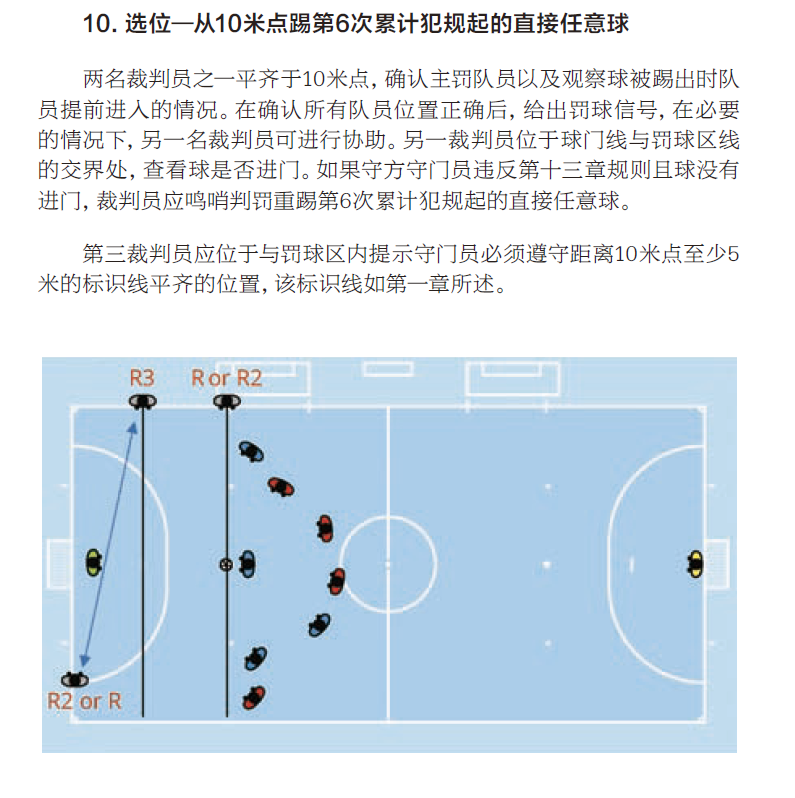 10. 选位—从10米点踢第6次累计犯规起的直接任意球
两名裁判员之一平齐于10米点，确认主罚队员以及观察球被踢出时队
员提前进入的情况。在确认所有队员位置正确后，给出罚球信号，在必要
的情况下，另一名裁判员可进行协助。另一裁判员位于球门线与罚球区线
的交界处，查看球是否进门。如果守方守门员违反第十三章规则且球没有
进门，裁判员应鸣哨判罚重踢第6次累计犯规起的直接任意球。
第三裁判员应位于与罚球区内提示守门员必须遵守距离10米点至少5
米的标识线平齐的位置，该标识线如第一章所述。
R3 R or R2
R2 or R